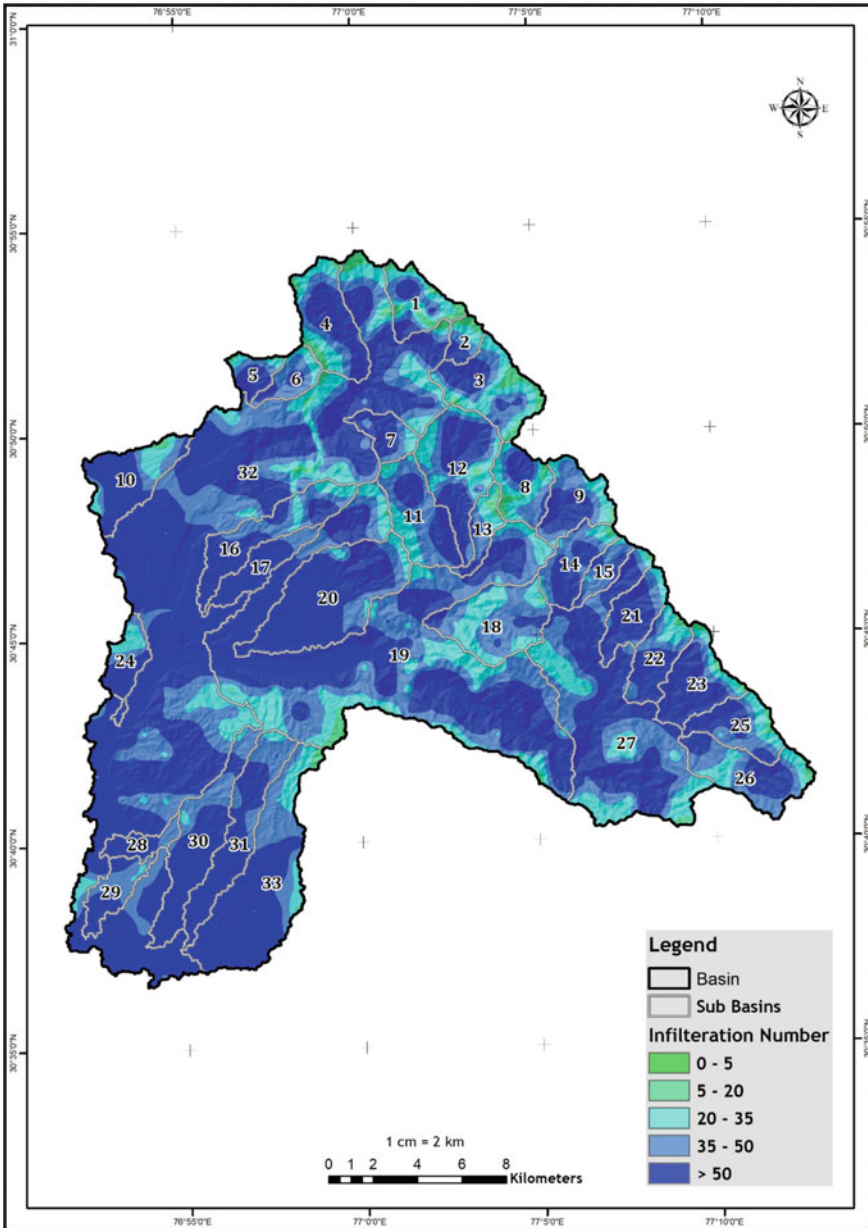 76°55'0"E 77°0'0"E 77°5'0"E 77°10'0"E
31°0'0"N
N
W E
S
30°55'0"N
1
4
2
5
6
3
30°50'0"N
7
10
32
12
8
9
11
13
16
17
14
15
20
21
18
30°45'0"N
19
24
22
23
25
27
26
30°40'0"N
28
30
31
29
33
Legend
Basin
Sub Basins
Infilteration Number
0 - 5
5 - 20
20 - 35
35 - 50
> 50
30°35'0"N
1 cm = 2 km
0 1 2 4 6 8
Kilometers
76°55'0"E 77°0'0"E 77°5'0"E 77°10'0"E